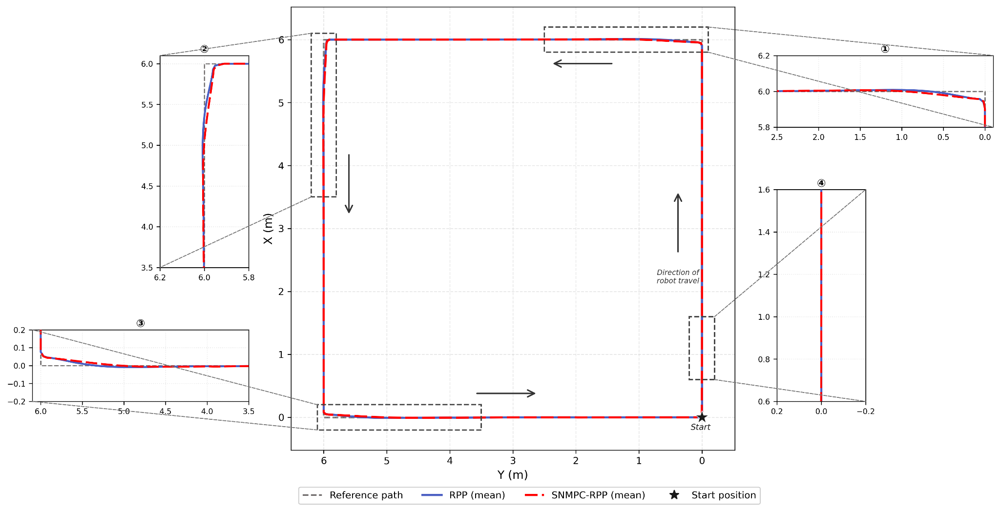 ②
6.0
5.5
5.0
4.5
4.0
3.5
6.2 6.0 5.8
③
0.2
0.1
0.0
−0.1
−0.2
6.0 5.5 5.0 4.5 4.0 3.5
X (m)
6
5
4
3
2
1
0
Direction of
robot travel
Start
6 5 4 3 2 1 0
Y (m)
①
6.2
6.0
5.8
2.5 2.0 1.5 1.0 0.5 0.0
④
1.6
1.4
1.2
1.0
0.8
0.6
0.2 0.0 −0.2
Reference path RPP (mean) SNMPC-RPP (mean) Start position